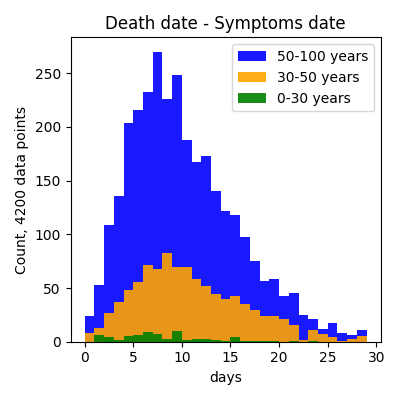 Death date - Symptoms date
Count, 4200 data points
250
200
150
100
50
0
50-100 years
30-50 years
0-30 years
0 5 10 15 20 25 30
days